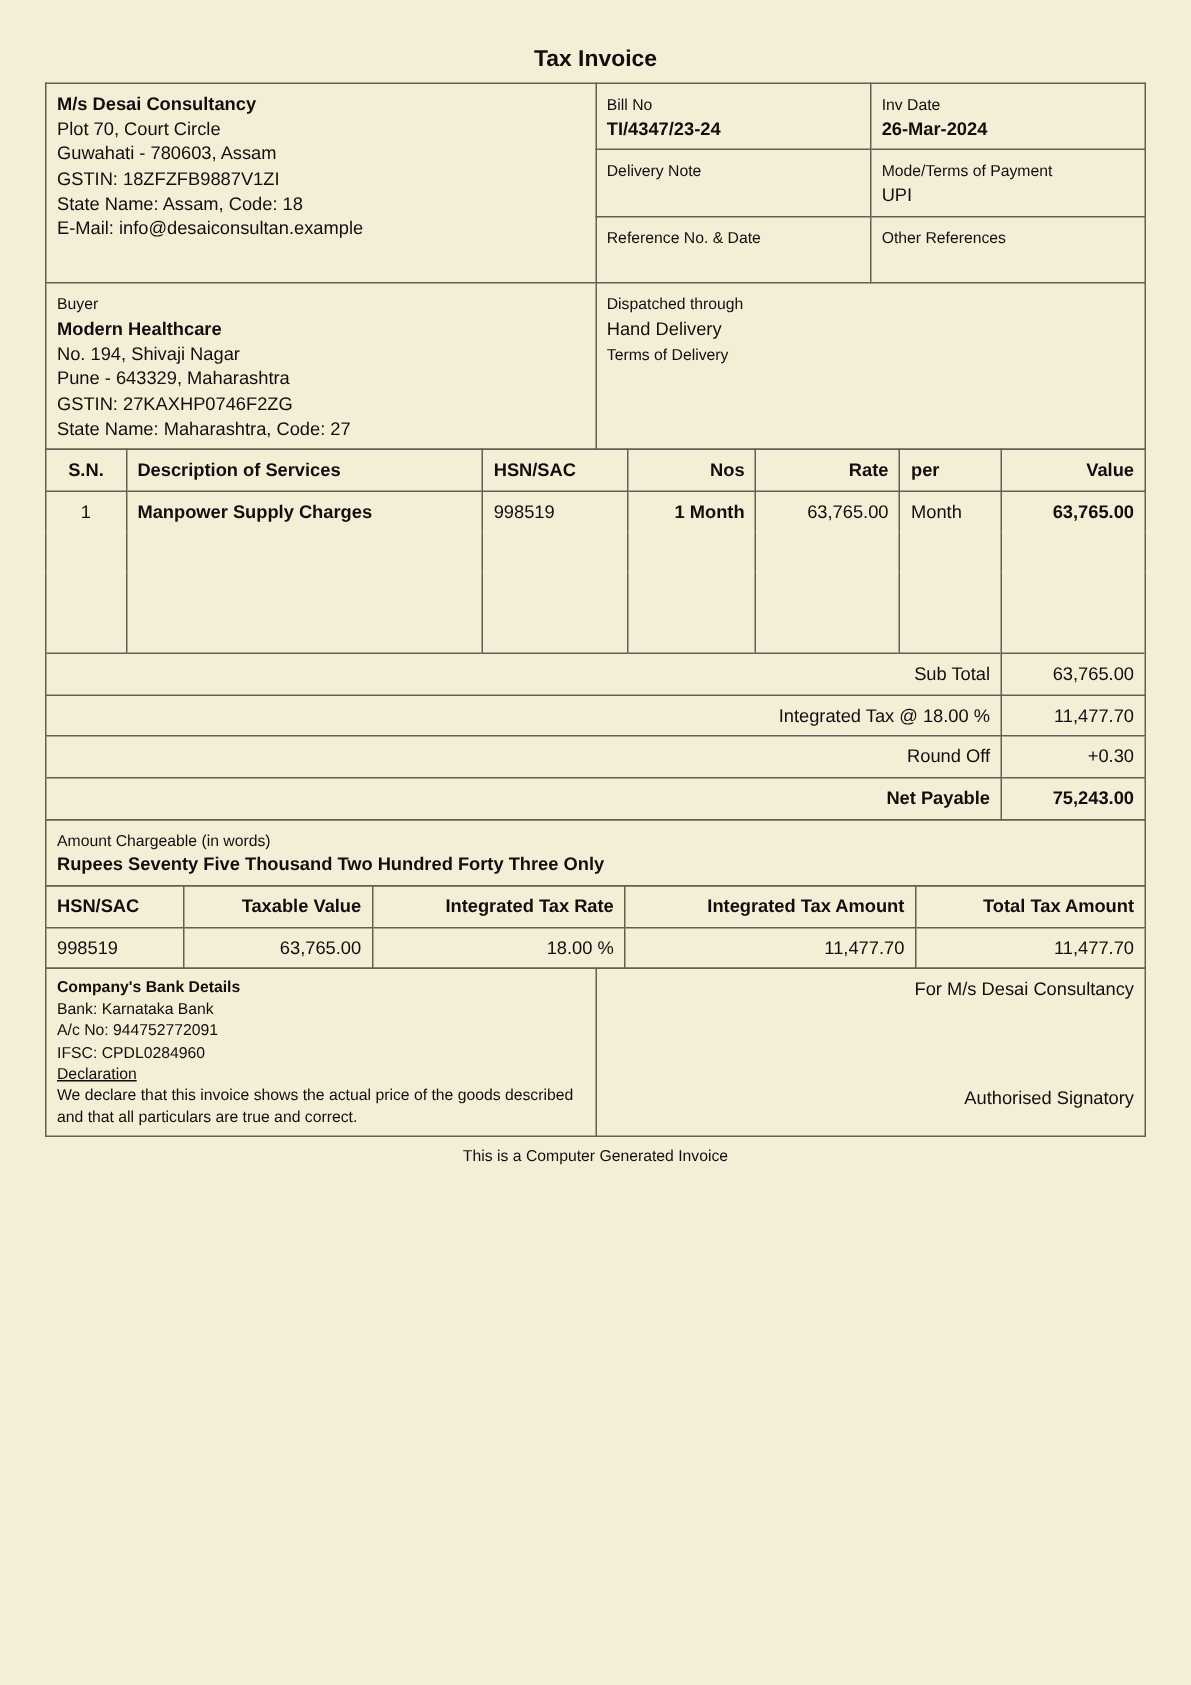 Tax Invoice
M/s Desai Consultancy
Plot 70, Court Circle
Guwahati - 780603, Assam
GSTIN: 18ZFZFB9887V1ZI
State Name: Assam, Code: 18
E-Mail: info@desaiconsultan.example
Bill No
TI/4347/23-24
Inv Date
26-Mar-2024
Delivery Note
Mode/Terms of Payment
UPI
Reference No. & Date
Other References
Buyer
Modern Healthcare
No. 194, Shivaji Nagar
Pune - 643329, Maharashtra
GSTIN: 27KAXHP0746F2ZG
State Name: Maharashtra, Code: 27
Dispatched through
Hand Delivery
Terms of Delivery
S.N. Description of Services HSN/SAC Nos Rate per Value
1 Manpower Supply Charges 998519 1 Month 63,765.00 Month 63,765.00
Sub Total 63,765.00
Integrated Tax @ 18.00 % 11,477.70
Round Off +0.30
Net Payable 75,243.00
Amount Chargeable (in words)
Rupees Seventy Five Thousand Two Hundred Forty Three Only
HSN/SAC Taxable Value Integrated Tax Rate Integrated Tax Amount Total Tax Amount
998519 63,765.00 18.00 % 11,477.70 11,477.70
Company's Bank Details
Bank: Karnataka Bank
A/c No: 944752772091
IFSC: CPDL0284960
Declaration
We declare that this invoice shows the actual price of the goods described
and that all particulars are true and correct.
For M/s Desai Consultancy
Authorised Signatory
This is a Computer Generated Invoice